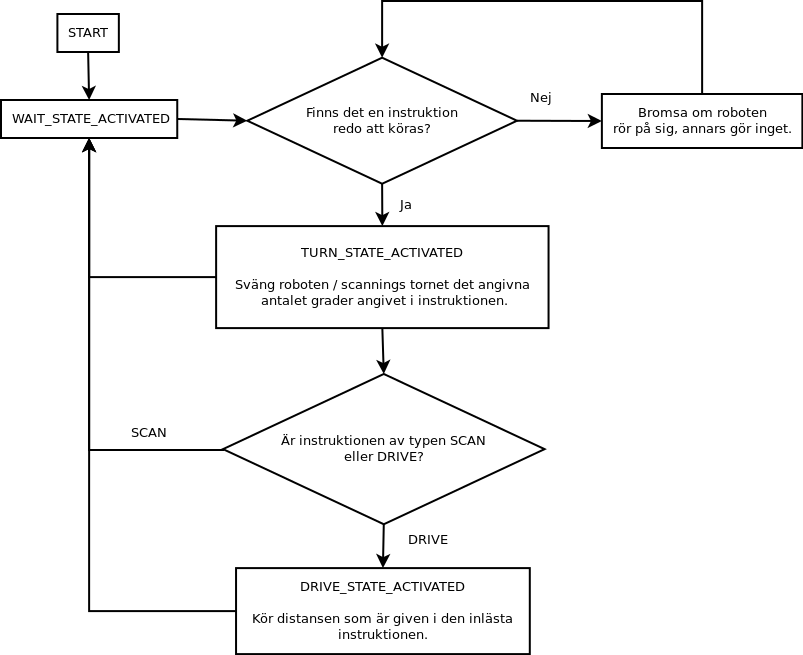 START
WAIT_STATE_ACTIVATED
Finns det en instruktion
redo att köras?
Nej
Bromsa om roboten
rör på sig, annars gör inget.
Ja
TURN_STATE_ACTIVATED
Sväng roboten / scannings tornet det angivna
antalet grader angivet i instruktionen.
Är instruktionen av typen SCAN
eller DRIVE?
SCAN
DRIVE
DRIVE_STATE_ACTIVATED
Kör distansen som är given i den inlästa
instruktionen.